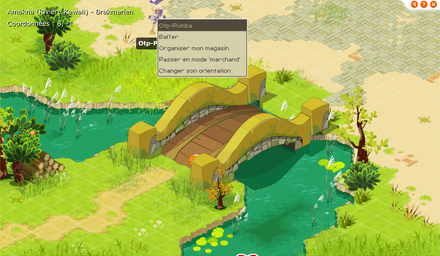 Amakna (Rivière Kawaii) - Brakmarien
Coordonnées : 8,
Otp-Pumba
Otp-P
Baffer
Organiser mon magasin
Passer en mode 'marchand'
Changer son orientation